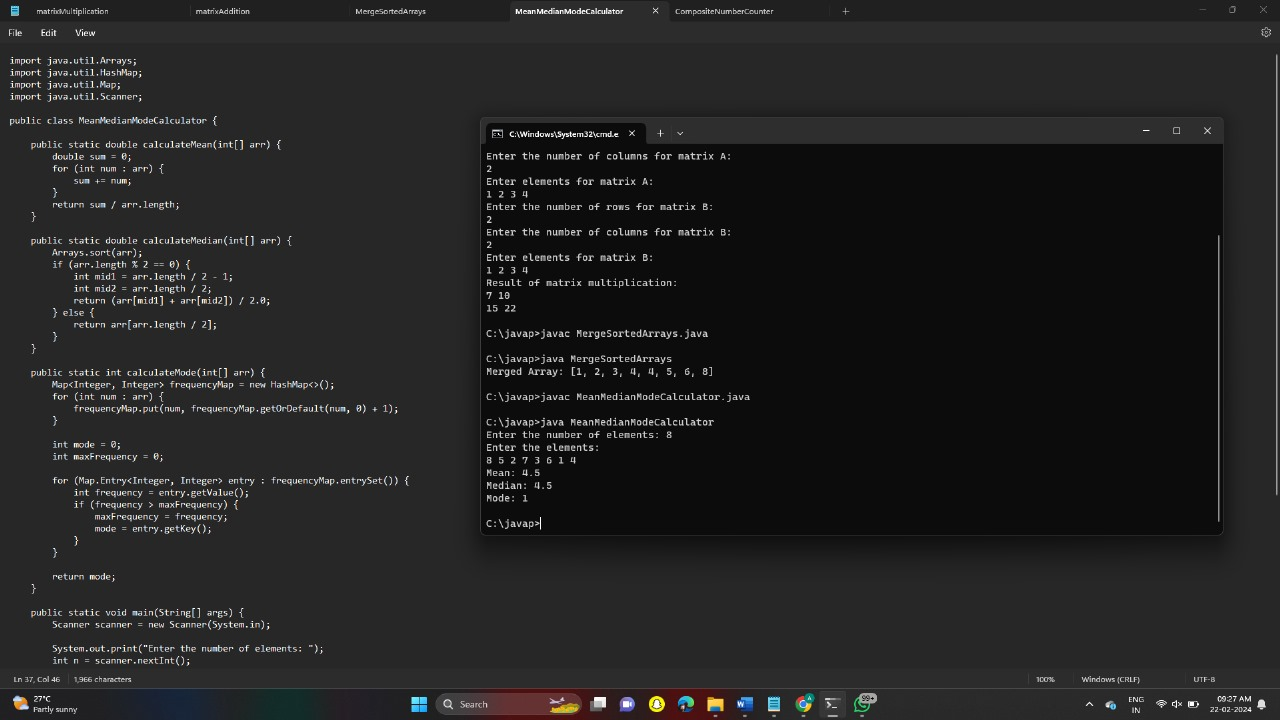 matrixMultiplication
matrixAddition
MergeSortedArrays
MeanMedianModeCalculator
CompositeNumberCounter
File Edit View
import java.util.Arrays;
import java.util.HashMap;
import java.util.Map;
import java.util.Scanner;
public class MeanMedianModeCalculator {
public static double calculateMean(int[] arr) {
double sum = 0;
for (int num : arr) {
sum += num;
}
return sum / arr.length;
}
public static double calculateMedian(int[] arr) {
Arrays.sort(arr);
if (arr.length % 2 == 0) {
int mid1 = arr.length / 2 - 1;
int mid2 = arr.length / 2;
return (arr[mid1] + arr[mid2]) / 2.0;
} else {
return arr[arr.length / 2];
}
}
public static int calculateMode(int[] arr) {
Map<Integer, Integer> frequencyMap = new HashMap<>();
for (int num : arr) {
frequencyMap.put(num, frequencyMap.getOrDefault(num, 0) + 1);
}
int mode = 0;
int maxFrequency = 0;
for (Map.Entry<Integer, Integer> entry : frequencyMap.entrySet()) {
int frequency = entry.getValue();
if (frequency > maxFrequency) {
maxFrequency = frequency;
mode = entry.getKey();
}
}
return mode;
}
public static void main(String[] args) {
Scanner scanner = new Scanner(System.in);
System.out.print("Enter the number of elements: ");
int n = scanner.nextInt();
C:\Windows\System32\cmd.e
Enter the number of columns for matrix A:
2
Enter elements for matrix A:
1 2 3 4
Enter the number of rows for matrix B:
2
Enter the number of columns for matrix B:
2
Enter elements for matrix B:
1 2 3 4
Result of matrix multiplication:
7 10
15 22
C:\javap>javac MergeSortedArrays.java
C:\javap>java MergeSortedArrays
Merged Array: [1, 2, 3, 4, 4, 5, 6, 8]
C:\javap>javac MeanMedianModeCalculator.java
C:\javap>java MeanMedianModeCalculator
Enter the number of elements: 8
Enter the elements:
8 5 2 7 3 6 1 4
Mean: 4.5
Median: 4.5
Mode: 1
C:\javap>
Ln 37, Col 46
1,966 characters
100%
Windows (CRLF)
UTF-8
27°C
Partly sunny
Search
99+
ENG
IN
09:27 AM
22-02-2024